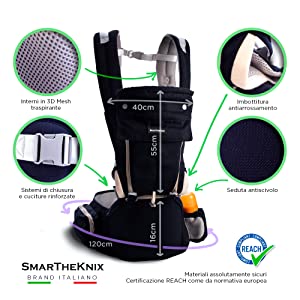 Interni in 3D Mesh
traspirante
40cm
55cm
Imbottitura
antiarrossamento
Sistemi di chiusura
e cuciture rinforzate
Seduta antiscivolo
16cm
120cm
SMARTHEKNIX
BRAND ITALIANO
REACH
Materiali assolutamente sicuri
Certificazione REACH come da normativa europea